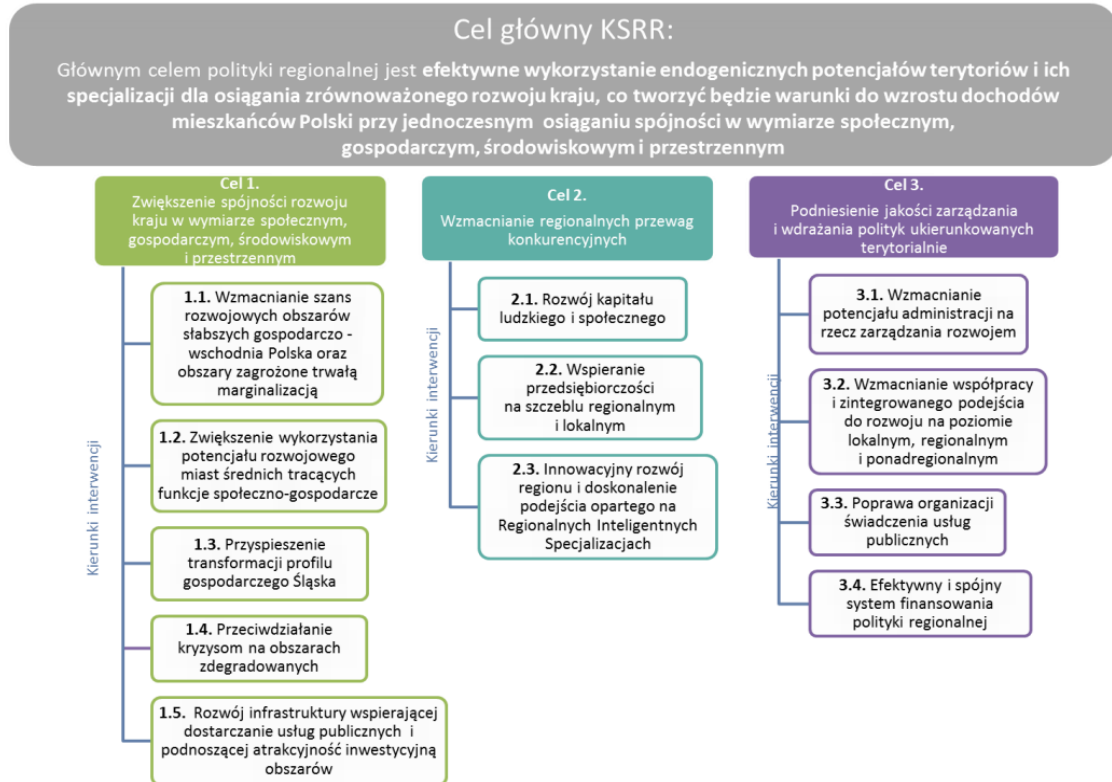 Cel główny KSRR:
Głównym celem polityki regionalnej jest efektywne wykorzystanie endogenicznych potencjałów terytoriów i ich
specjalizacji dla osiągania zrównoważonego rozwoju kraju, co tworzyć będzie warunki do wzrostu dochodów
mieszkańców Polski przy jednoczesnym osiąganiu spójności w wymiarze społecznym,
gospodarczym, środowiskowym i przestrzennym
Cel 1.
Zwiększenie spójności rozwoju
kraju w wymiarze społecznym,
gospodarczym, środowiskowym
i przestrzennym
Kierunki interwencji
1.1. Wzmacnianie szans
rozwojowych obszarów
słabszych gospodarczo -
wschodnia Polska oraz
obszary zagrożone trwałą
marginalizacją
1.2. Zwiększenie wykorzystania
potencjału rozwojowego
miast średnich tracących
funkcje społeczno-gospodarcze
1.3. Przyspieszenie
transformacji profilu
gospodarczego Śląska
1.4. Przeciwdziałanie
kryzysom na obszarach
zdegradowanych
1.5. Rozwój infrastruktury wspierającej
dostarczanie usług publicznych i
podnoszącej atrakcyjność inwestycyjną
obszarów
Cel 2.
Wzmacnianie regionalnych przewag
konkurencyjnych
Kierunki interwencji
2.1. Rozwój kapitału
ludzkiego i społecznego
2.2. Wspieranie
przedsiębiorczości
na szczeblu regionalnym
i lokalnym
2.3. Innowacyjny rozwój
regionu i doskonalenie
podejścia opartego na
Regionalnych Inteligentnych
Specjalizacjach
Cel 3.
Podniesienie jakości zarządzania
i wdrażania polityk ukierunkowanych
terytorialnie
Kierunki interwencji
3.1. Wzmacnianie
potencjału administracji na
rzecz zarządzania rozwojem
3.2. Wzmacnianie współpracy
i zintegrowanego podejścia
do rozwoju na poziomie
lokalnym, regionalnym
i ponadregionalnym
3.3. Poprawa organizacji
świadczenia usług
publicznych
3.4. Efektywny i spójny
system finansowania
polityki regionalnej